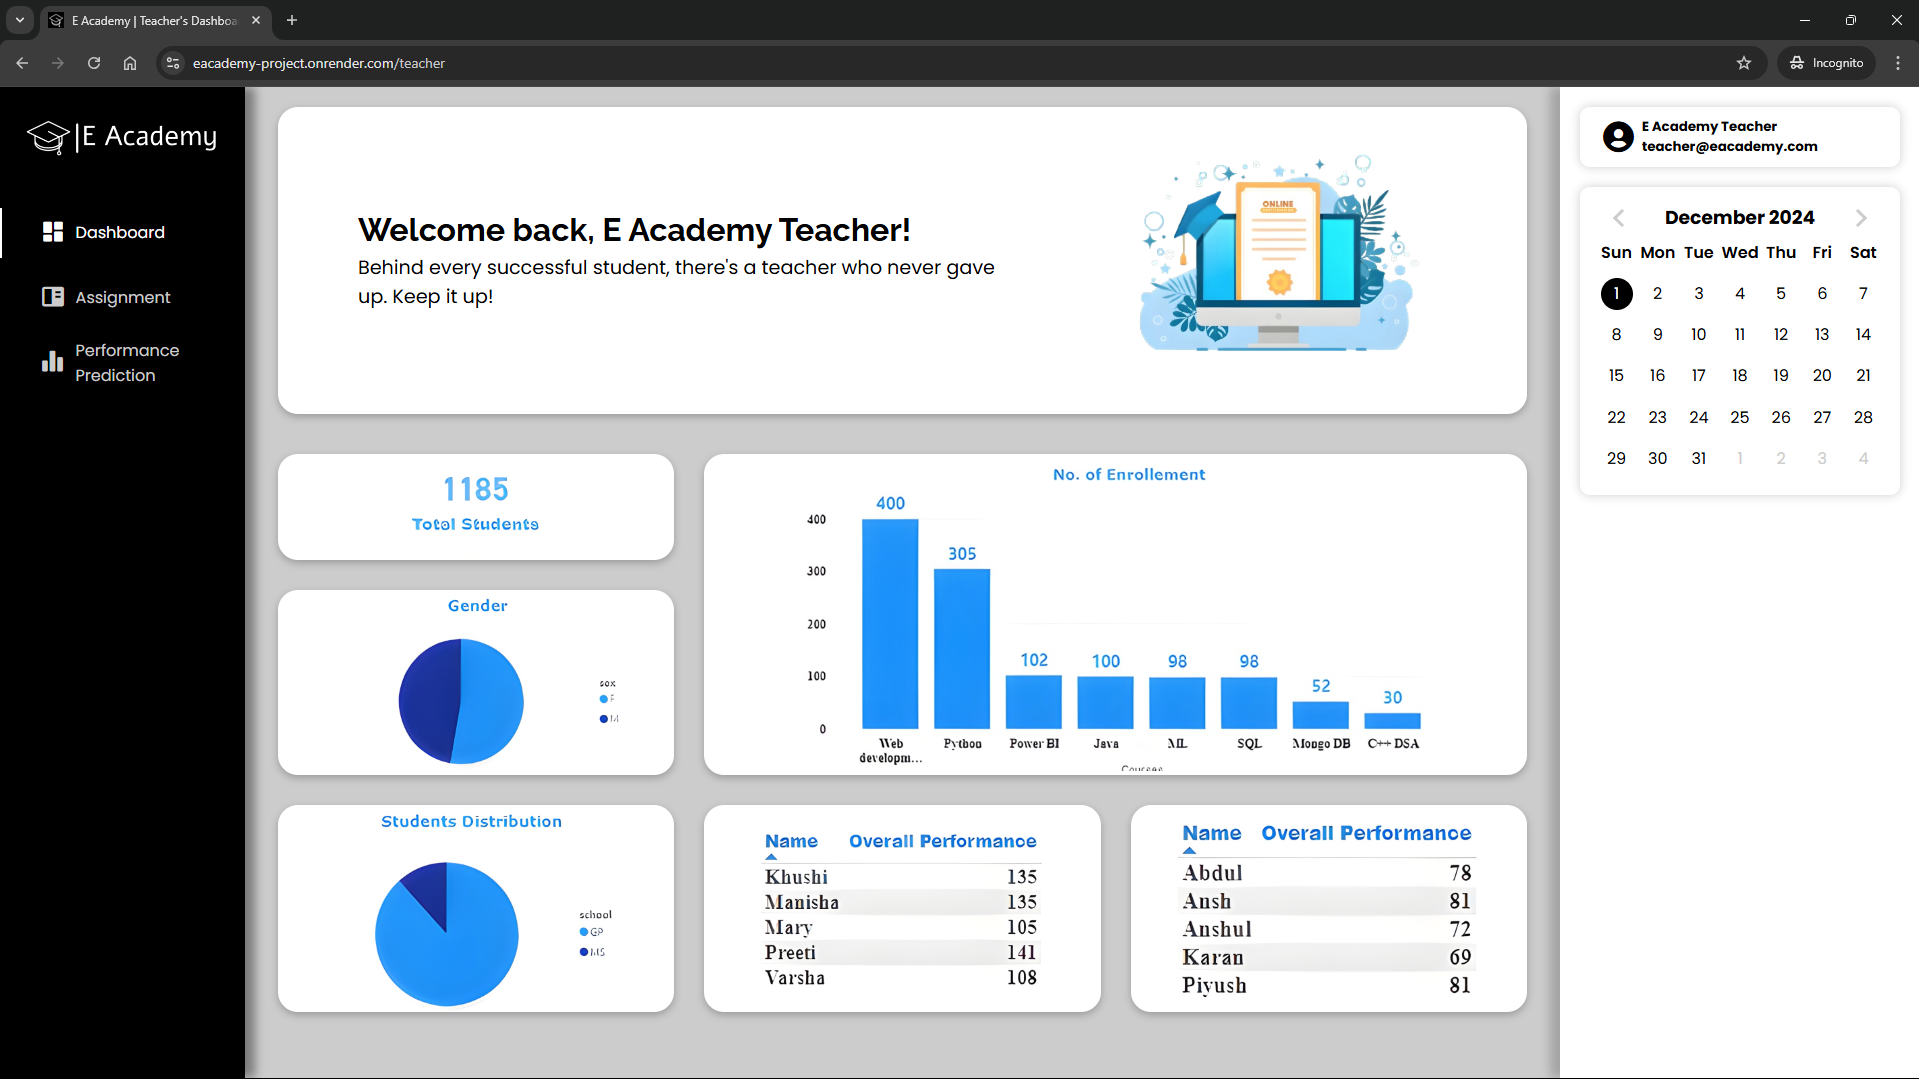 E Academy | Teacher's Dashboa
eacademy-project.onrender.com/teacher
Incognito
E Academy
Dashboard
Assignment
Performance
Prediction
Welcome back, E Academy Teacher!
Behind every successful student, there's a teacher who never gave
up. Keep it up!
ONLINE
1185
Total Students
Gender
sex
F
M
Students Distribution
school
GP
MS
No. of Enrollement
400
305
102
100
98
98
52
30
400
300
200
100
0
Web
developm...
Python
Power BI
Java
ML
SQL
Mongo DB
C++ DSA
Courses
Name Overall Performance
Khushi 135
Manisha 135
Mary 105
Preeti 141
Varsha 108
Name Overall Performance
Abdul 78
Ansh 81
Anshul 72
Karan 69
Piyush 81
E Academy Teacher
teacher@eacademy.com
December 2024
Sun Mon Tue Wed Thu Fri Sat
1 2 3 4 5 6 7
8 9 10 11 12 13 14
15 16 17 18 19 20 21
22 23 24 25 26 27 28
29 30 31 1 2 3 4